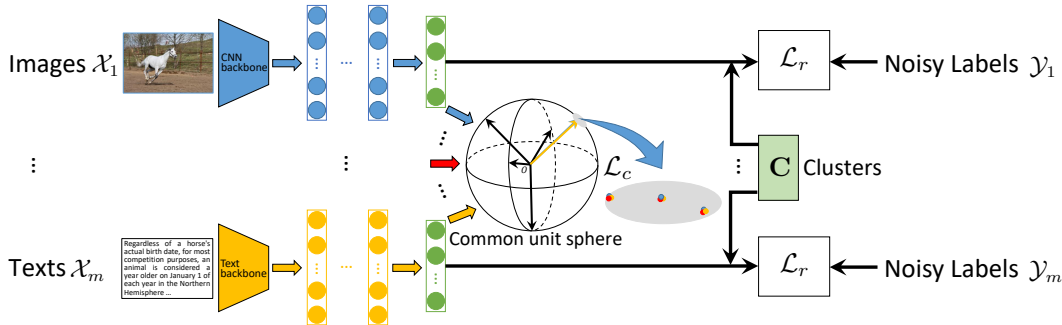 Images 𝒳₁
CNN
backbone
ℒᵣ
Noisy Labels 𝒴₁
0
ℒ_c
C
Clusters
Common unit sphere
Texts 𝒳ₘ
Regardless of a horse's
actual birth date, for most
competition purposes, an
animal is considered a
year older on January 1 of
each year in the Northern
Hemisphere ...
Text
backbone
ℒᵣ
Noisy Labels 𝒴ₘ